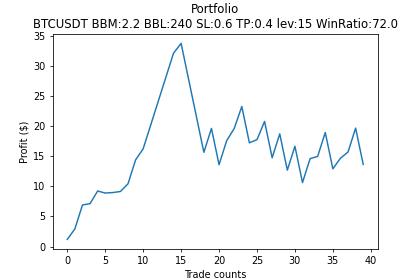 Portfolio
BTCUSDT BBM:2.2 BBL:240 SL:0.6 TP:0.4 lev:15 WinRatio:72.0
35
30
25
20
15
10
5
0
Profit ($)
0 5 10 15 20 25 30 35 40
Trade counts